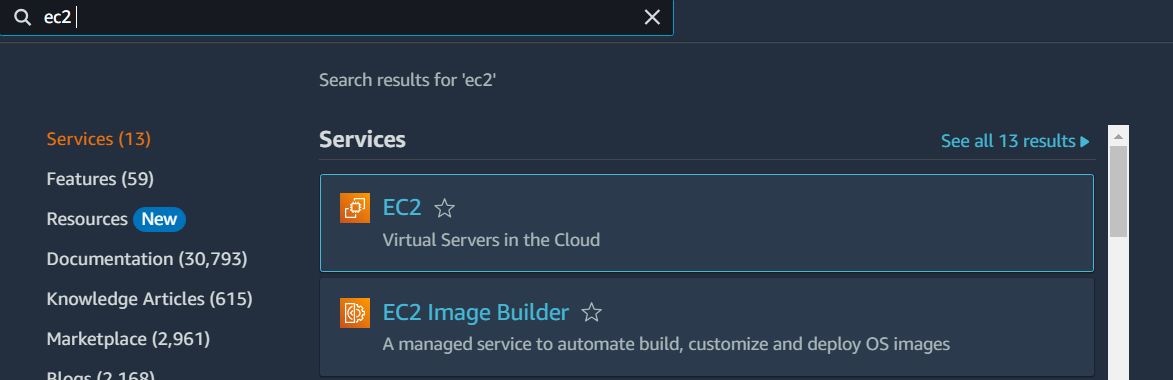 ec2
Search results for 'ec2'
Services (13)
Features (59)
Resources New
Documentation (30,793)
Knowledge Articles (615)
Marketplace (2,961)
Blogs (2,168)
Services
See all 13 results
EC2
Virtual Servers in the Cloud
EC2 Image Builder
A managed service to automate build, customize and deploy OS images